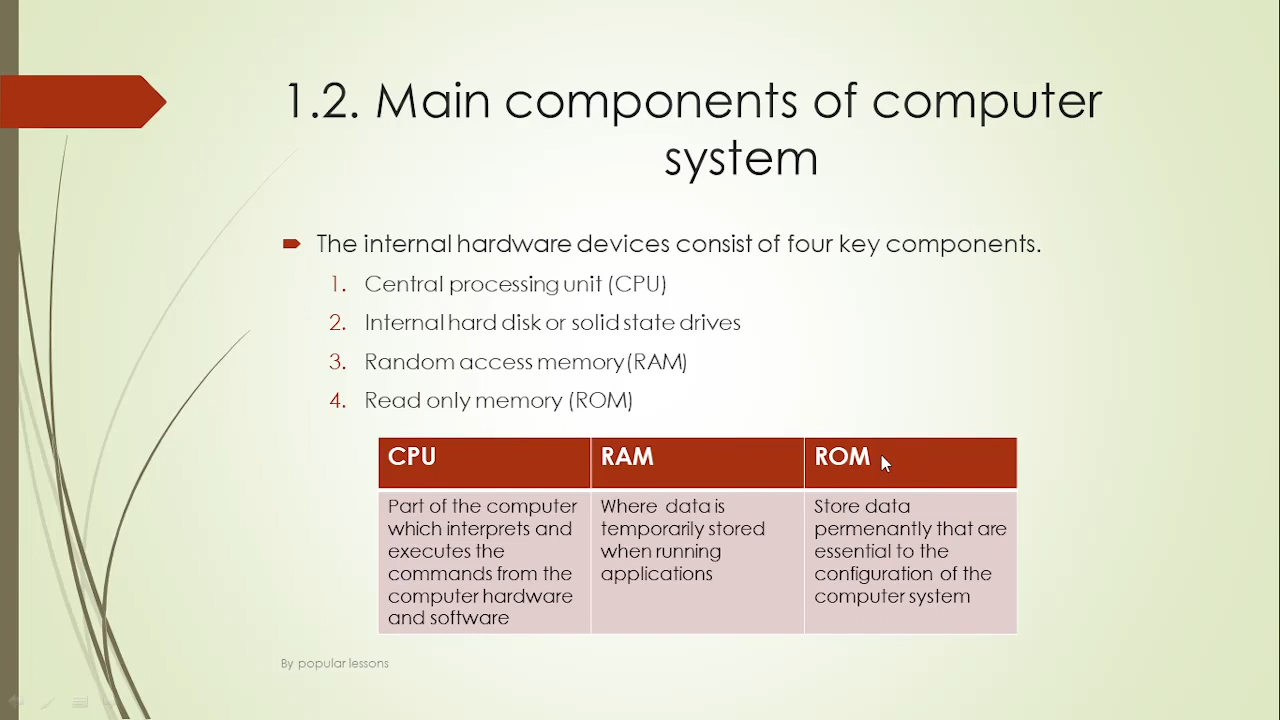 1.2. Main components of computer
system
The internal hardware devices consist of four key components.
1. Central processing unit (CPU)
2. Internal hard disk or solid state drives
3. Random access memory(RAM)
4. Read only memory (ROM)
CPU
Part of the computer
which interprets and
executes the
commands from the
computer hardware
and software
RAM
Where data is
temporarily stored
when running
applications
ROM
Store data
permenantly that are
essential to the
configuration of the
computer system
By popular lessons